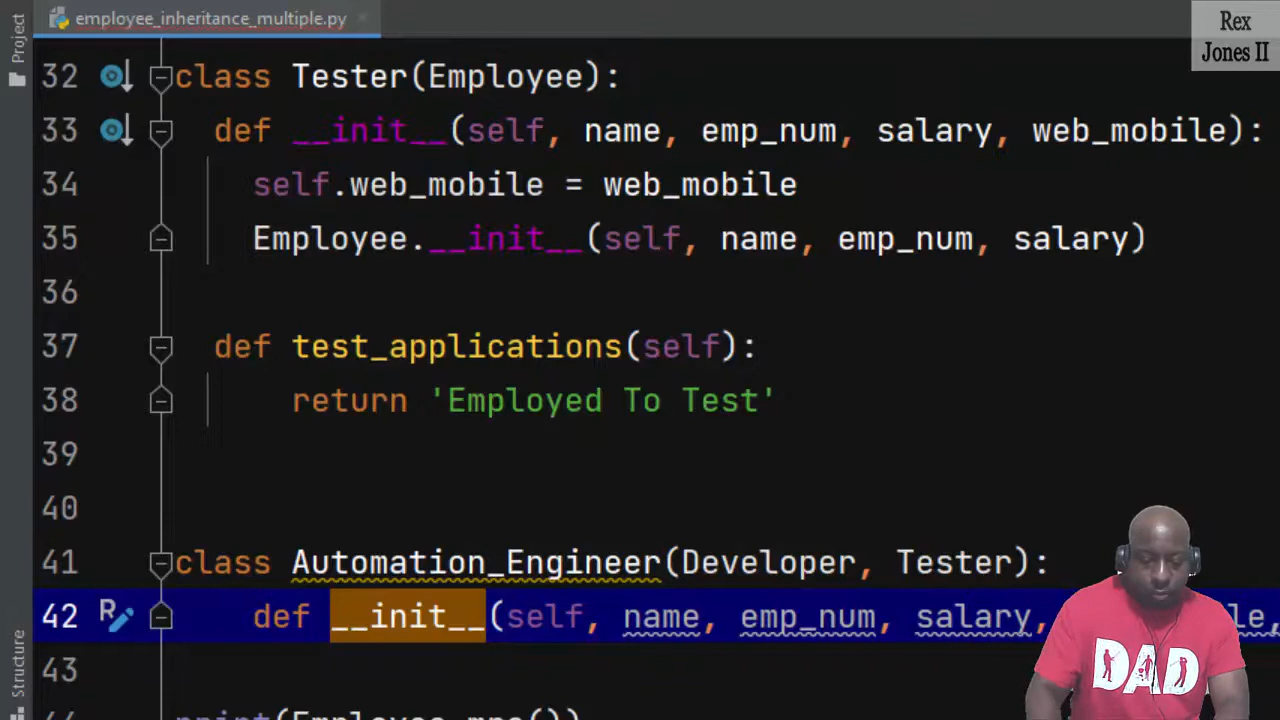 employee_inheritance_multiple.py
Rex
Jones II
Project
32 class Tester(Employee):
33 def __init__(self, name, emp_num, salary, web_mobile):
34 self.web_mobile = web_mobile
35 Employee.__init__(self, name, emp_num, salary)
36
37 def test_applications(self):
38 return 'Employed To Test'
39
40
41 class Automation_Engineer(Developer, Tester):
42 def __init__(self, name, emp_num, salary,
43
Structure
DAD